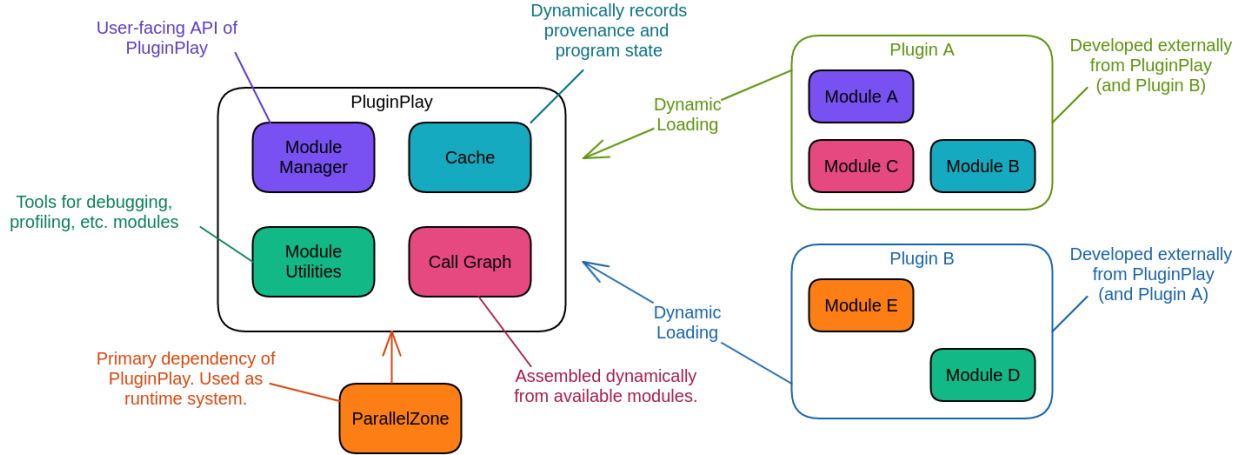 User-facing API of
PluginPlay
Dynamically records
provenance and
program state
PluginPlay
Module
Manager
Cache
Tools for debugging,
profiling, etc. modules
Module
Utilities
Call Graph
Primary dependency of
PluginPlay. Used as
runtime system.
ParallelZone
Assembled dynamically
from available modules.
Dynamic
Loading
Plugin A
Module A
Module C
Module B
Developed externally
from PluginPlay
(and Plugin B)
Dynamic
Loading
Plugin B
Module E
Module D
Developed externally
from PluginPlay
(and Plugin A)